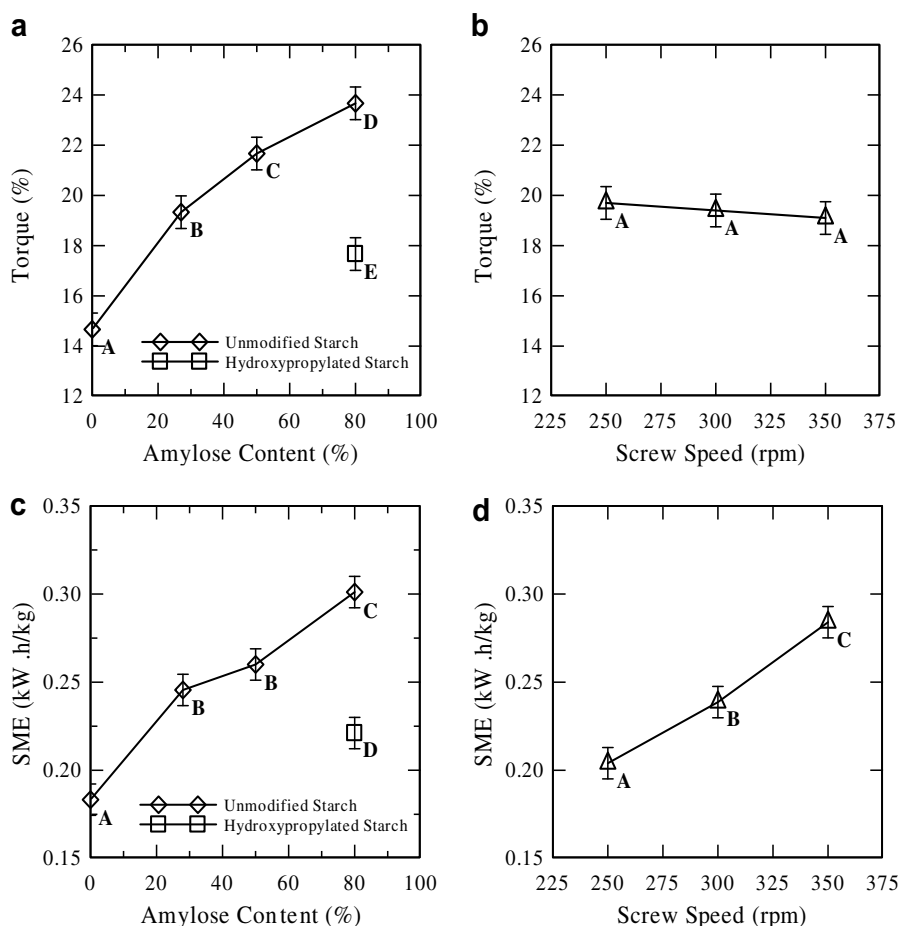 a
26
24
22
20
18
16
14
12
Torque (%)
A
B
C
D
E
Unmodified Starch
Hydroxypropylated Starch
0 20 40 60 80 100
Amylose Content (%)
b
26
24
22
20
18
16
14
12
Torque (%)
A A A
225 250 275 300 325 350 375
Screw Speed (rpm)
c
0.35
0.30
0.25
0.20
0.15
SME (kW .h/kg)
A
B
B
C
D
Unmodified Starch
Hydroxypropylated Starch
0 20 40 60 80 100
Amylose Content (%)
d
0.35
0.30
0.25
0.20
0.15
SME (kW .h/kg)
A
B
C
225 250 275 300 325 350 375
Screw Speed (rpm)